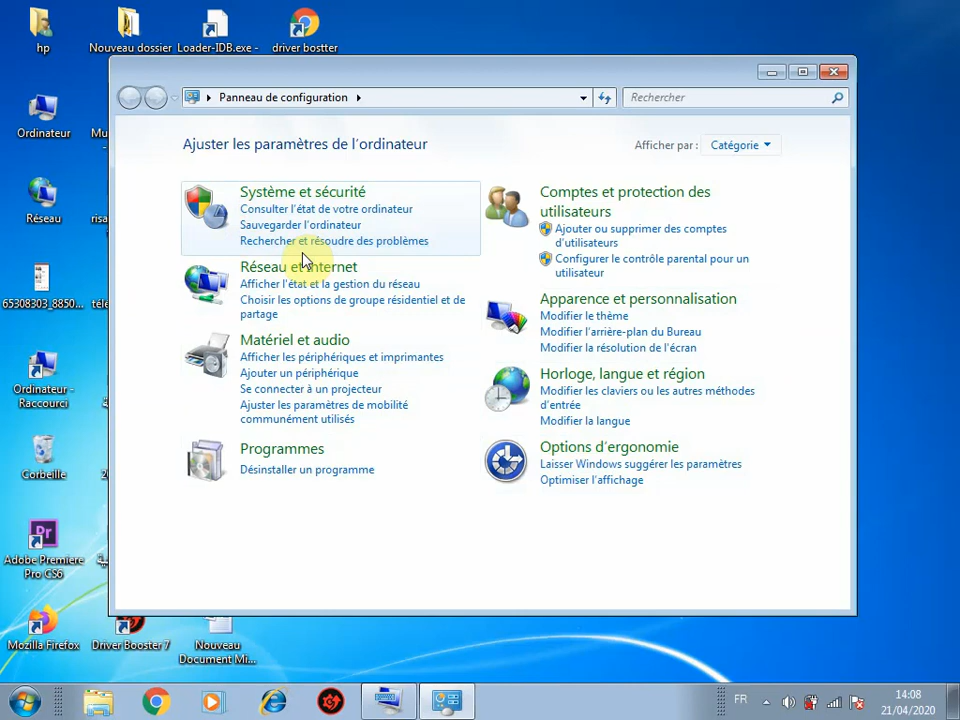 hp
Nouveau dossier
Loader-IDB.exe -
driver bostter
Ordinateur
Mu
-
Réseau
risa
65308303_8850...
télé
Ordinateur -
Raccourci
Corbeille
2
Adobe Premiere
Pro CS6
Mozilla Firefox
Driver Booster 7
Nouveau
Document Mi...
Panneau de configuration
Rechercher
Ajuster les paramètres de l'ordinateur
Afficher par :
Catégorie
Système et sécurité
Consulter l'état de votre ordinateur
Sauvegarder l'ordinateur
Rechercher et résoudre des problèmes
Réseau et Internet
Afficher l'état et la gestion du réseau
Choisir les options de groupe résidentiel et de
partage
Matériel et audio
Afficher les périphériques et imprimantes
Ajouter un périphérique
Se connecter à un projecteur
Ajuster les paramètres de mobilité
communément utilisés
Programmes
Désinstaller un programme
Comptes et protection des
utilisateurs
Ajouter ou supprimer des comptes
d'utilisateurs
Configurer le contrôle parental pour un
utilisateur
Apparence et personnalisation
Modifier le thème
Modifier l'arrière-plan du Bureau
Modifier la résolution de l'écran
Horloge, langue et région
Modifier les claviers ou les autres méthodes
d'entrée
Modifier la langue
Options d'ergonomie
Laisser Windows suggérer les paramètres
Optimiser l'affichage
FR
14:08
21/04/2020